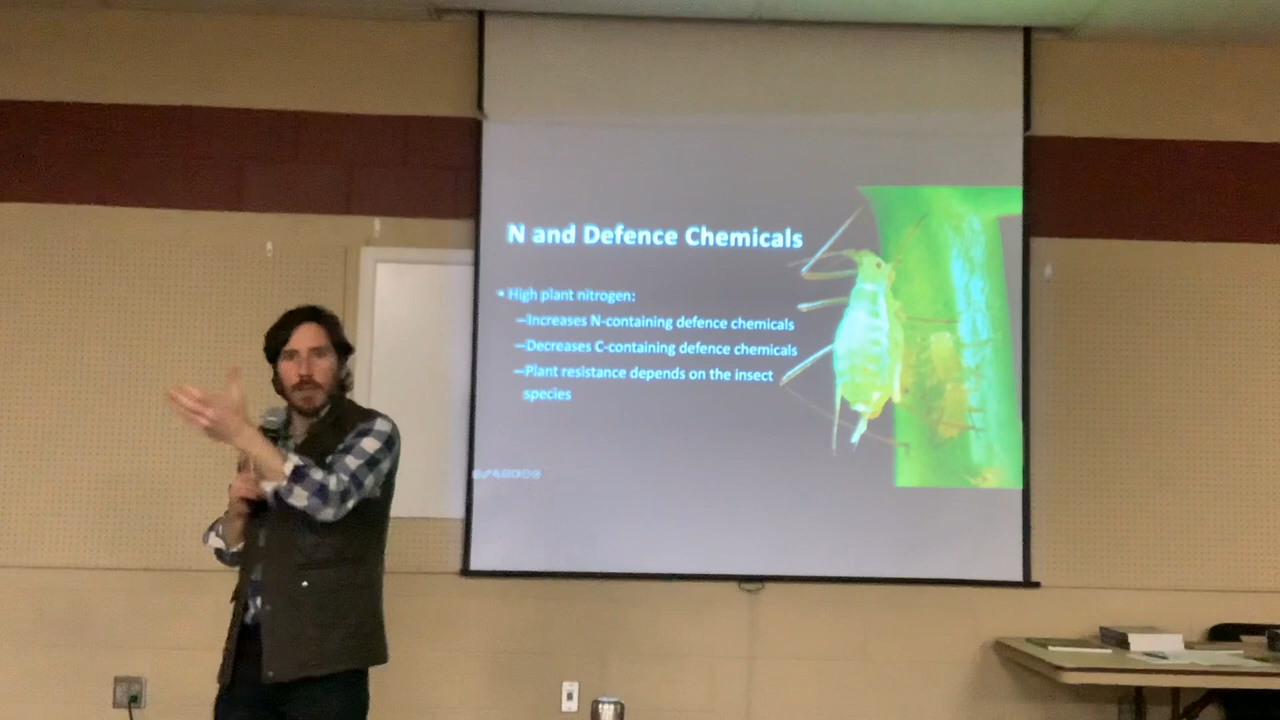 N and Defence Chemicals
• High plant nitrogen:
–Increases N-containing defence chemicals
–Decreases C-containing defence chemicals
–Plant resistance depends on the insect
species